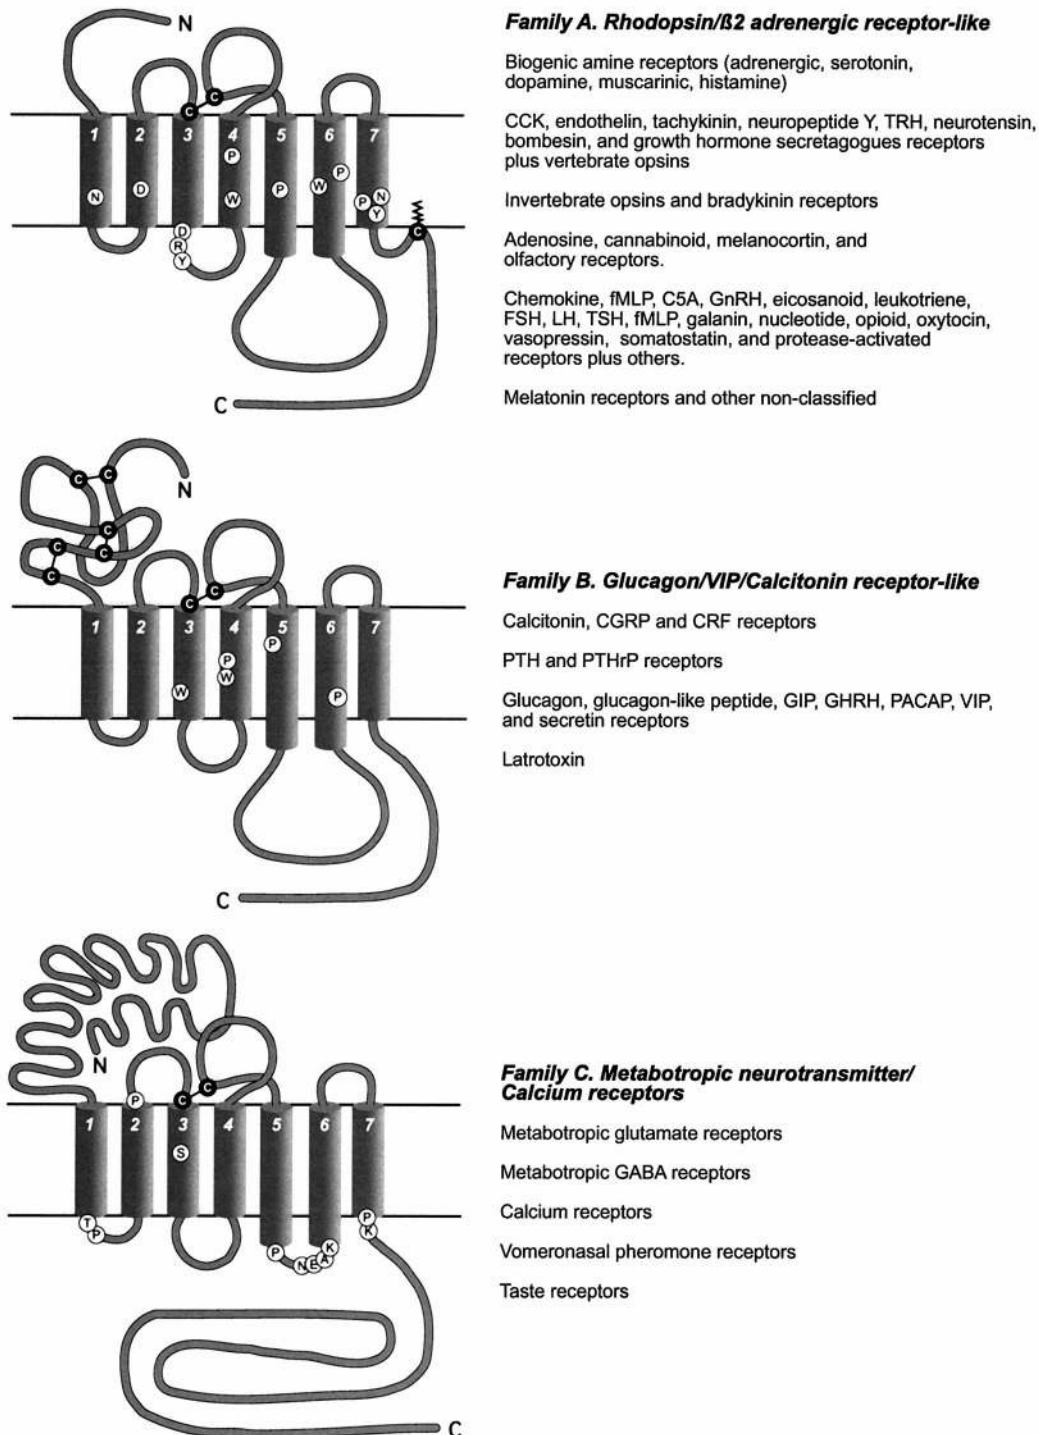 Family A. Rhodopsin/ß2 adrenergic receptor-like
Biogenic amine receptors (adrenergic, serotonin,
dopamine, muscarinic, histamine)
CCK, endothelin, tachykinin, neuropeptide Y, TRH, neurotensin,
bombesin, and growth hormone secretagogues receptors
plus vertebrate opsins
Invertebrate opsins and bradykinin receptors
Adenosine, cannabinoid, melanocortin, and
olfactory receptors.
Chemokine, fMLP, C5A, GnRH, eicosanoid, leukotriene,
FSH, LH, TSH, fMLP, galanin, nucleotide, opioid, oxytocin,
vasopressin, somatostatin, and protease-activated
receptors plus others.
Melatonin receptors and other non-classified
N
C C
1 2 3 4 5 6 7
P
P
W
N D W P P N
Y
D
R
Y
C
C
Family B. Glucagon/VIP/Calcitonin receptor-like
Calcitonin, CGRP and CRF receptors
PTH and PTHrP receptors
Glucagon, glucagon-like peptide, GIP, GHRH, PACAP, VIP,
and secretin receptors
Latrotoxin
C C
N
C
C C
C
C C
1 2 3 4 5 6 7
P
P
W
W P
C
Family C. Metabotropic neurotransmitter/
Calcium receptors
Metabotropic glutamate receptors
Metabotropic GABA receptors
Calcium receptors
Vomeronasal pheromone receptors
Taste receptors
N
C
P C
1 2 3 4 5 6 7
S
T
P
P N E A K
P
K
C